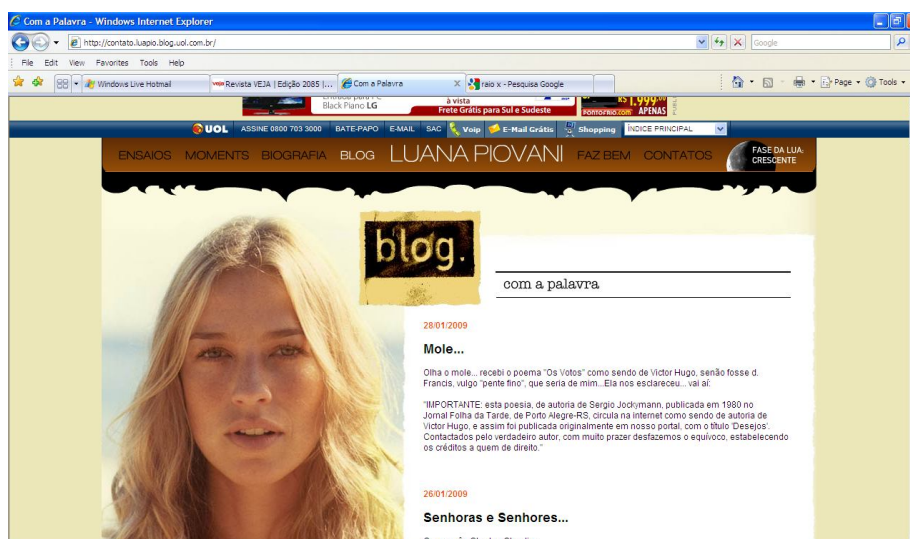 Com a Palavra - Windows Internet Explorer
http://contato.luapio.blog.uol.com.br/
Google
File Edit View Favorites Tools Help
Windows Live Hotmail
veja Revista VEJA | Edição 2085 |...
Com a Palavra
X
raio x - Pesquisa Google
Page
Tools
Black Piano LG
à vista
Frete Grátis para Sul e Sudeste
R$ 1.999,00
PONTOFRIO.COM APENAS
UOL ASSINE 0800 703 3000 BATE-PAPO E-MAIL SAC Voip E-Mail Grátis Shopping ÍNDICE PRINCIPAL
ENSAIOS MOMENTS BIOGRAFIA BLOG LUANA PIOVANI FAZ BEM CONTATOS
FASE DA LUA:
CRESCENTE
blog.
com a palavra
28/01/2009
Mole...
Olha o mole... recebi o poema "Os Votos" como sendo de Victor Hugo, senão fosse d.
Francis, vulgo "pente fino", que seria de mim...Ela nos esclareceu... vai aí:
"IMPORTANTE: esta poesia, de autoria de Sergio Jockymann, publicada em 1980 no
Jornal Folha da Tarde, de Porto Alegre-RS, circula na internet como sendo de autoria de
Victor Hugo, e assim foi publicada originalmente em nosso portal, com o título 'Desejos'.
Contactados pelo verdadeiro autor, com muito prazer desfazemos o equívoco, estabelecendo
os créditos a quem de direito."
26/01/2009
Senhoras e Senhores...